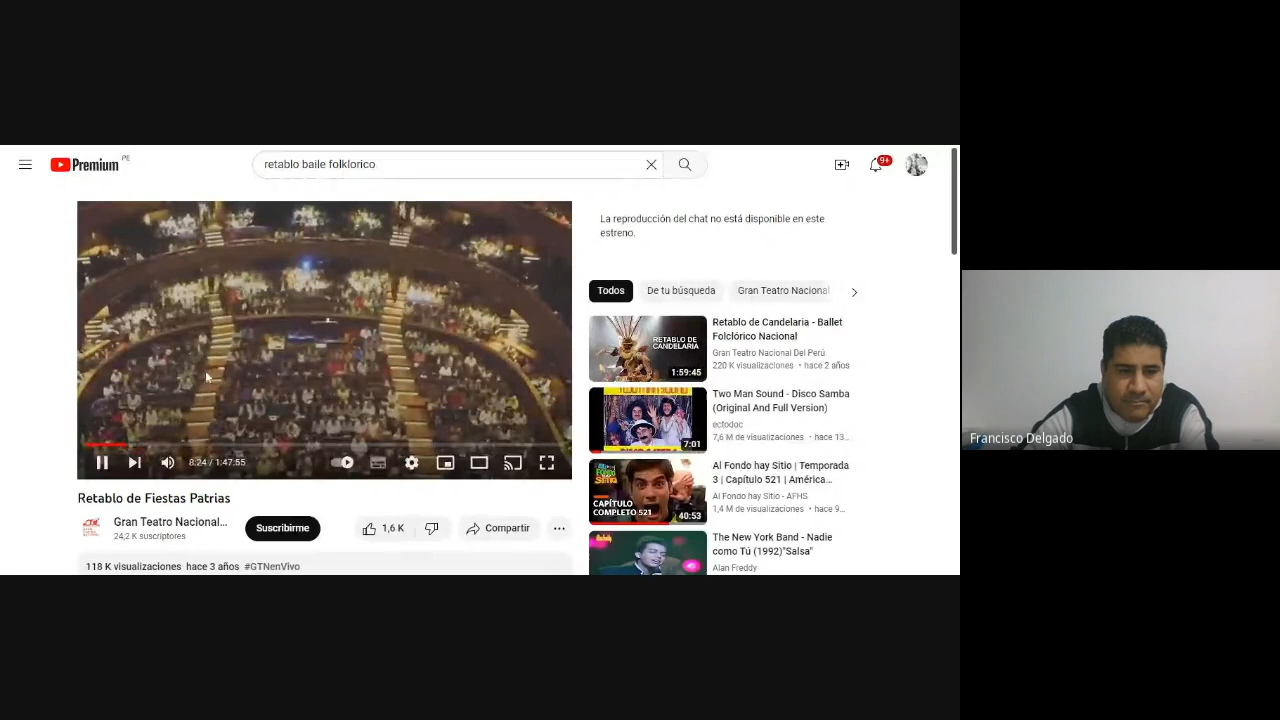 Premium PE
retablo baile folklorico
9+
La reproducción del chat no está disponible en este
estreno.
Todos
De tu búsqueda
Gran Teatro Nacional
Retablo de Candelaria - Ballet
Folclórico Nacional
Gran Teatro Nacional Del Perú
220 K visualizaciones • hace 2 años
RETABLO DE
CANDELARIA
1:59:45
Two Man Sound - Disco Samba
(Original And Full Version)
ectodoc
7,6 M de visualizaciones • hace 13...
7:01
Al Fondo hay Sitio | Temporada
3 | Capítulo 521 | América...
Al Fondo hay Sitio - AFHS
1,4 M de visualizaciones • hace 9...
CAPÍTULO
COMPLETO 521
40:53
The New York Band - Nadie
como Tú (1992)"Salsa"
Alan Freddy
8:24 / 1:47:55
Retablo de Fiestas Patrias
Gran Teatro Nacional...
24,2 K suscriptores
Suscribirme
1,6 K
Compartir
118 K visualizaciones hace 3 años #GTNenVivo
Francisco Delgado